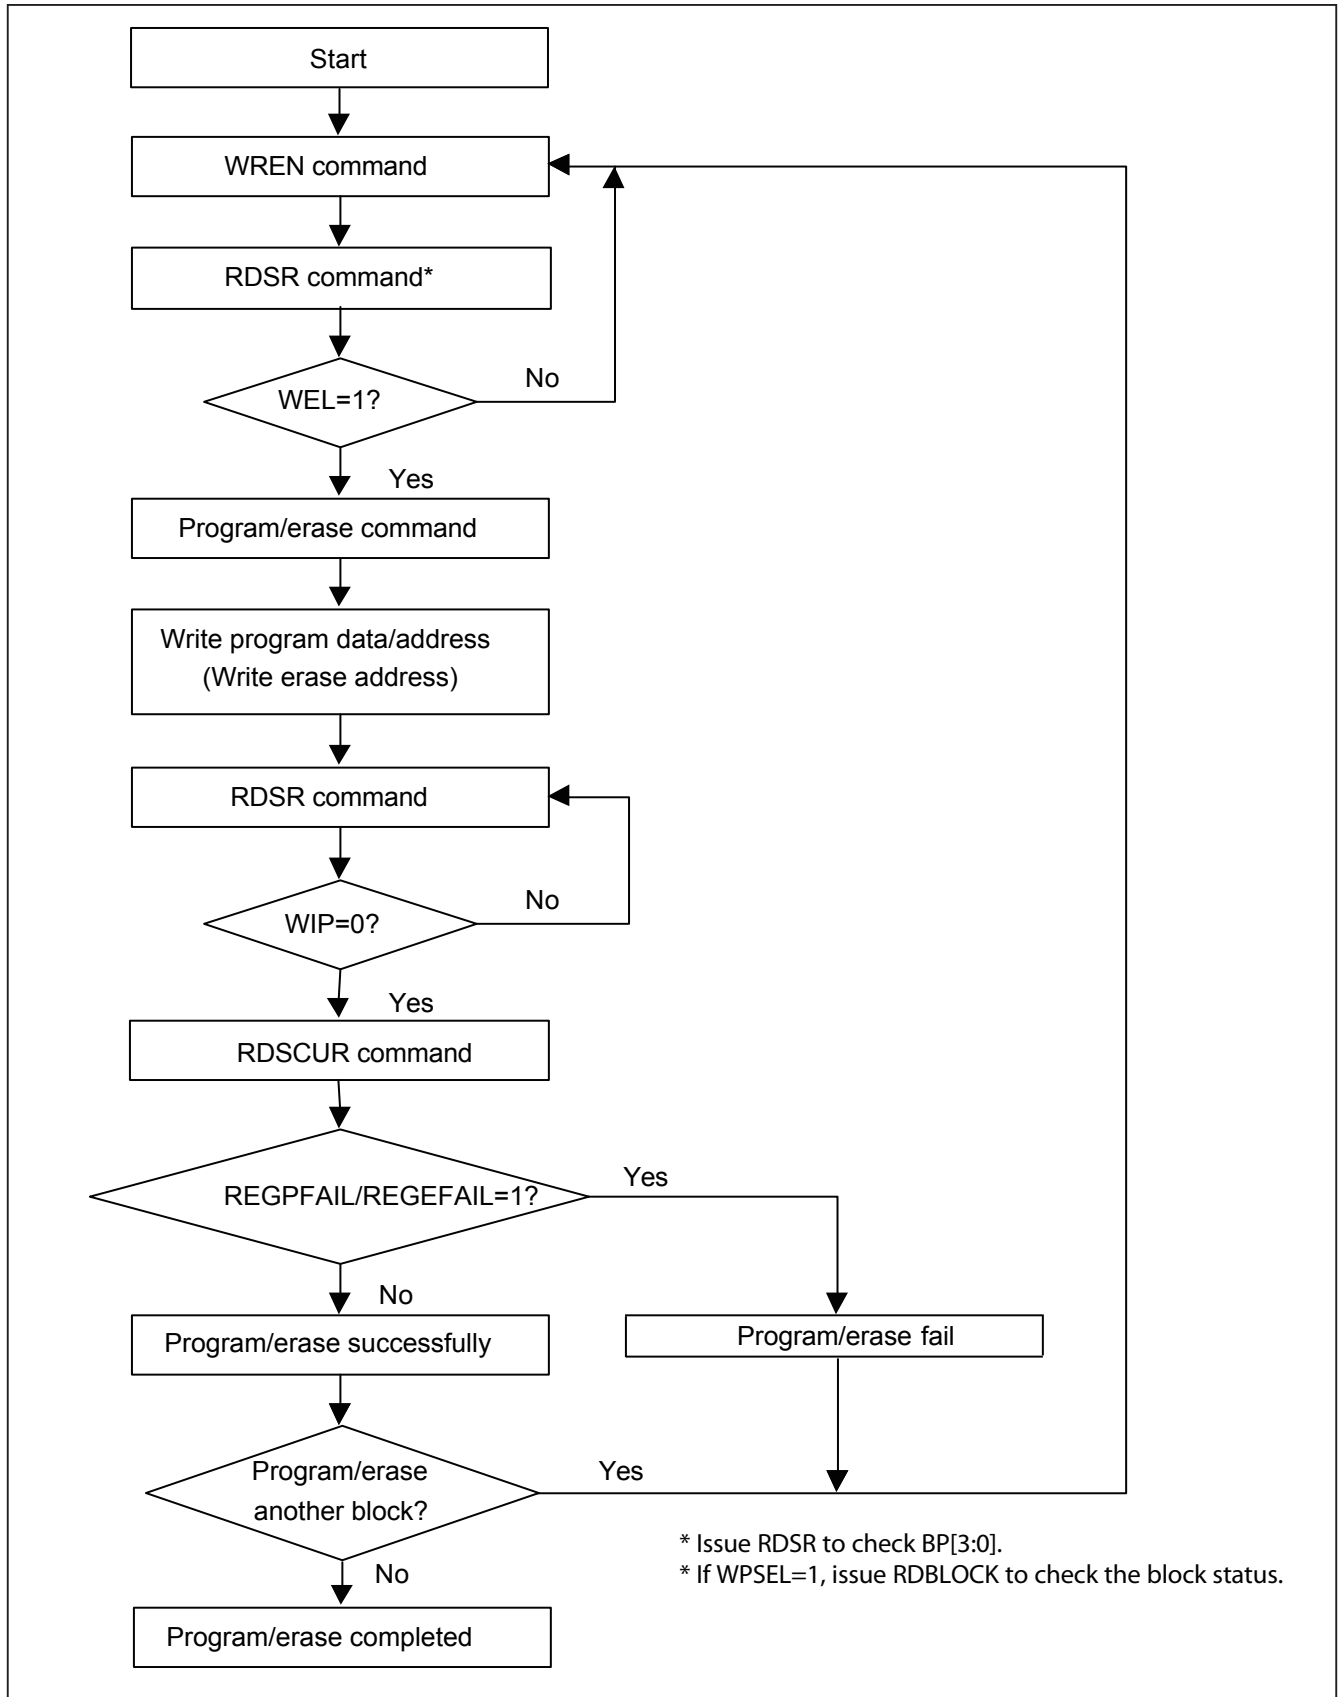 Start
WREN command
RDSR command*
WEL=1?
No
Yes
Program/erase command
Write program data/address
(Write erase address)
RDSR command
WIP=0?
No
Yes
RDSCUR command
REGPFAIL/REGEFAIL=1?
Yes
No
Program/erase successfully
Program/erase fail
Program/erase
another block?
Yes
No
* Issue RDSR to check BP[3:0].
* If WPSEL=1, issue RDBLOCK to check the block status.
Program/erase completed